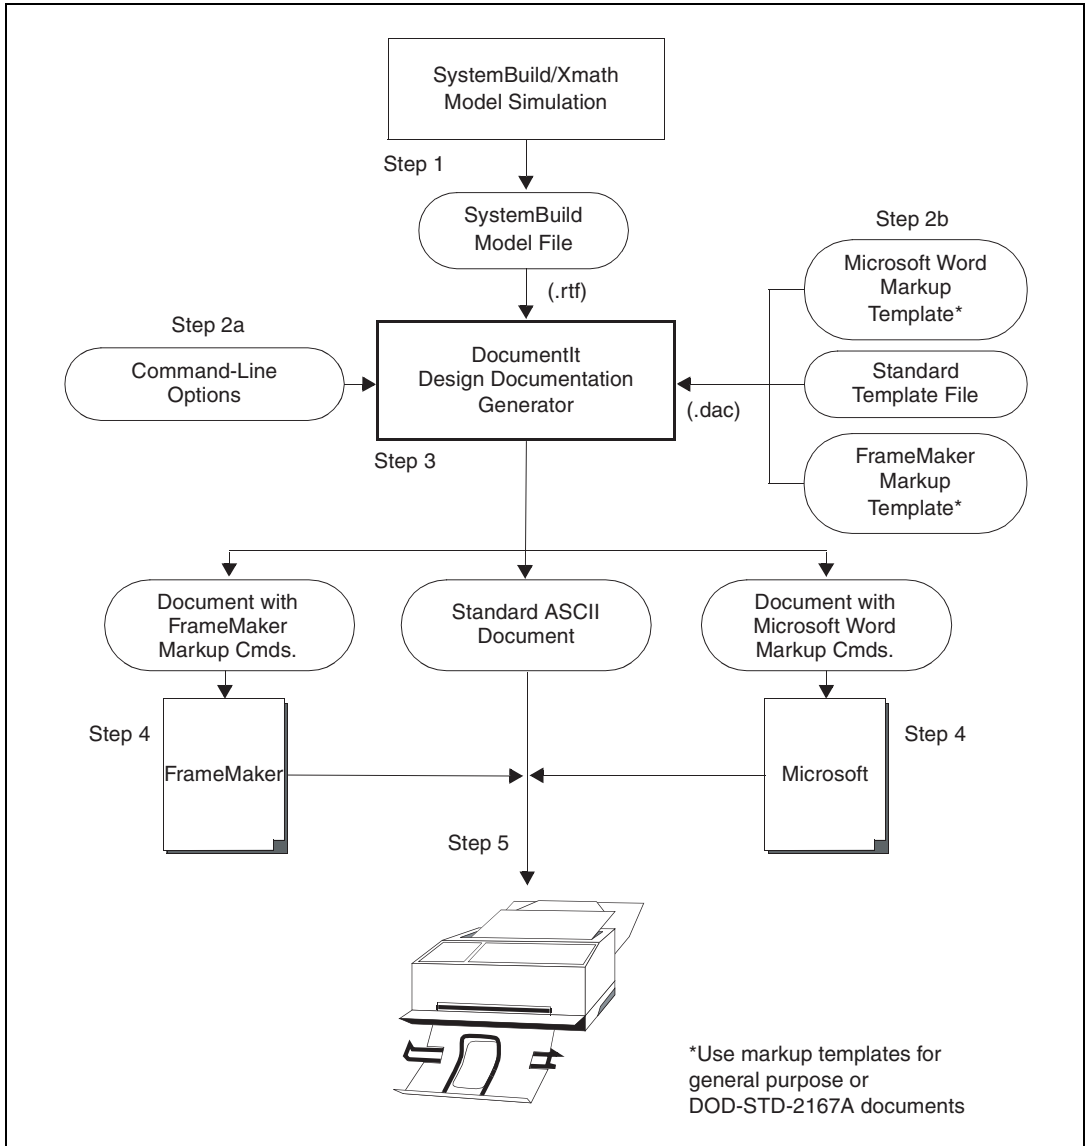 SystemBuild/Xmath
Model Simulation
Step 1
SystemBuild
Model File
(.rtf)
Step 2b
Microsoft Word
Markup
Template*
Step 2a
Command-Line
Options
DocumentIt
Design Documentation
Generator
(.dac)
Standard
Template File
Step 3
FrameMaker
Markup
Template*
Document with
FrameMaker
Markup Cmds.
Standard ASCII
Document
Document with
Microsoft Word
Markup Cmds.
Step 4
FrameMaker
Step 4
Microsoft
Step 5
*Use markup templates for
general purpose or
DOD-STD-2167A documents